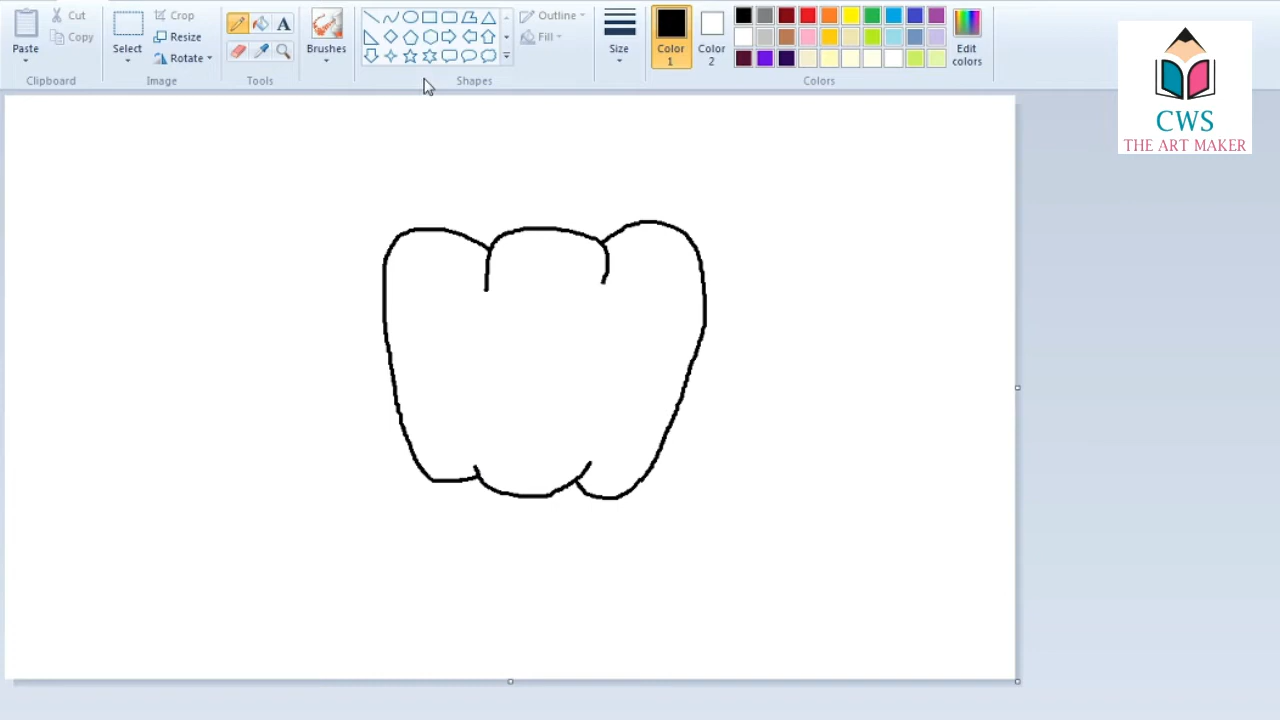 Cut
Crop
Outline
Copy
Resize
Fill
Paste
Select
Rotate
A
Brushes
Size
Color 1
Color 2
Edit colors
Clipboard
Image
Tools
Shapes
Colors
CWS
THE ART MAKER